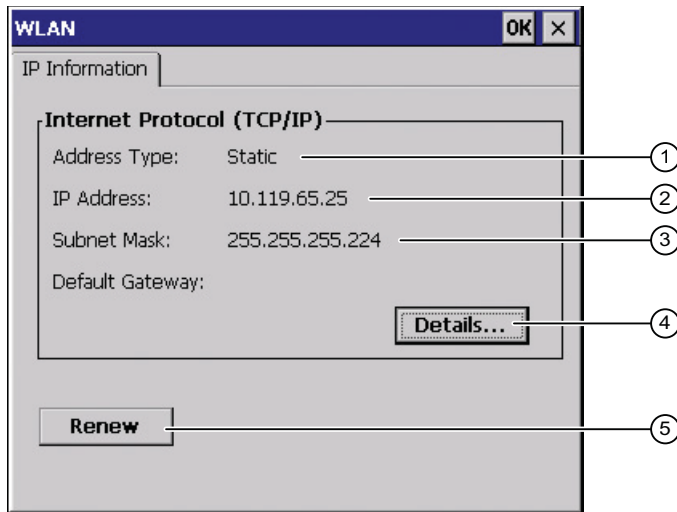 WLAN OK ×
IP Information
Internet Protocol (TCP/IP)
Address Type: Static 1
IP Address: 10.119.65.25 2
Subnet Mask: 255.255.255.224 3
Default Gateway:
Details... 4
Renew 5